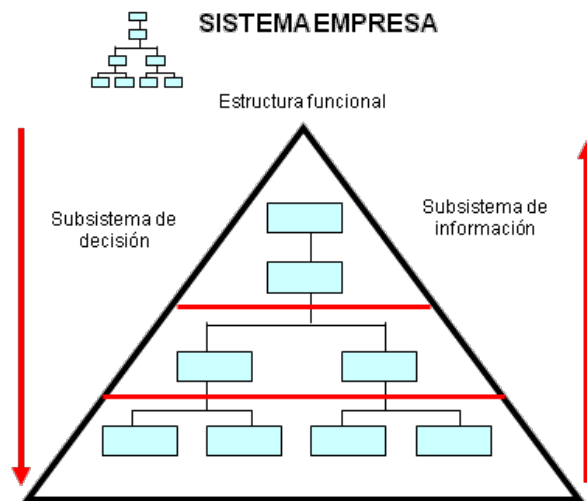 SISTEMA EMPRESA
Estructura funcional
Subsistema de
decisión
Subsistema de
información